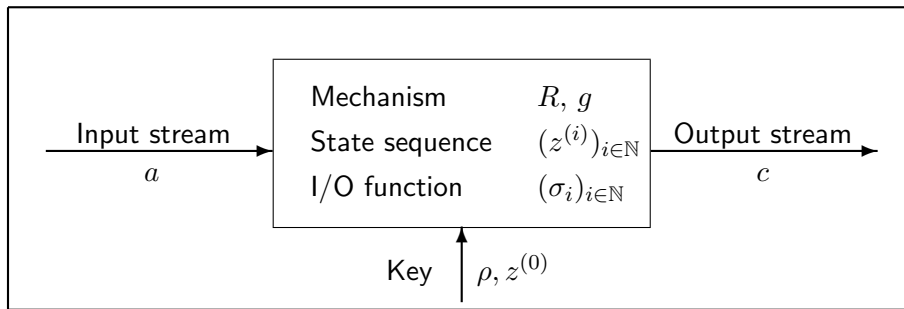 Mechanism R, g
Input stream
State sequence (z^{(i)})_{i∈ℕ}
Output stream
a
I/O function (σ_i)_{i∈ℕ}
c
Key ρ, z^{(0)}